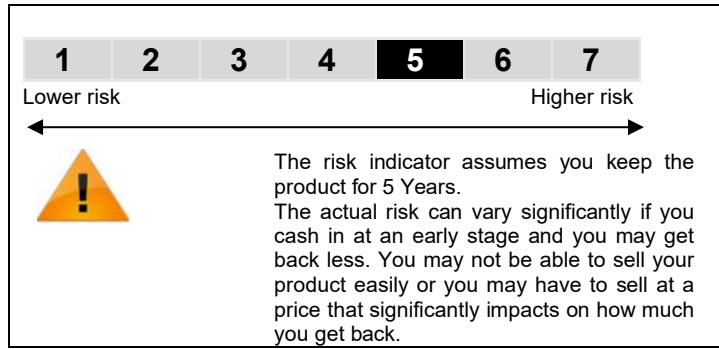 1 2 3 4 5 6 7
Lower risk Higher risk
!
The risk indicator assumes you keep the
product for 5 Years.
The actual risk can vary significantly if you
cash in at an early stage and you may get
back less. You may not be able to sell your
product easily or you may have to sell at a
price that significantly impacts on how much
you get back.